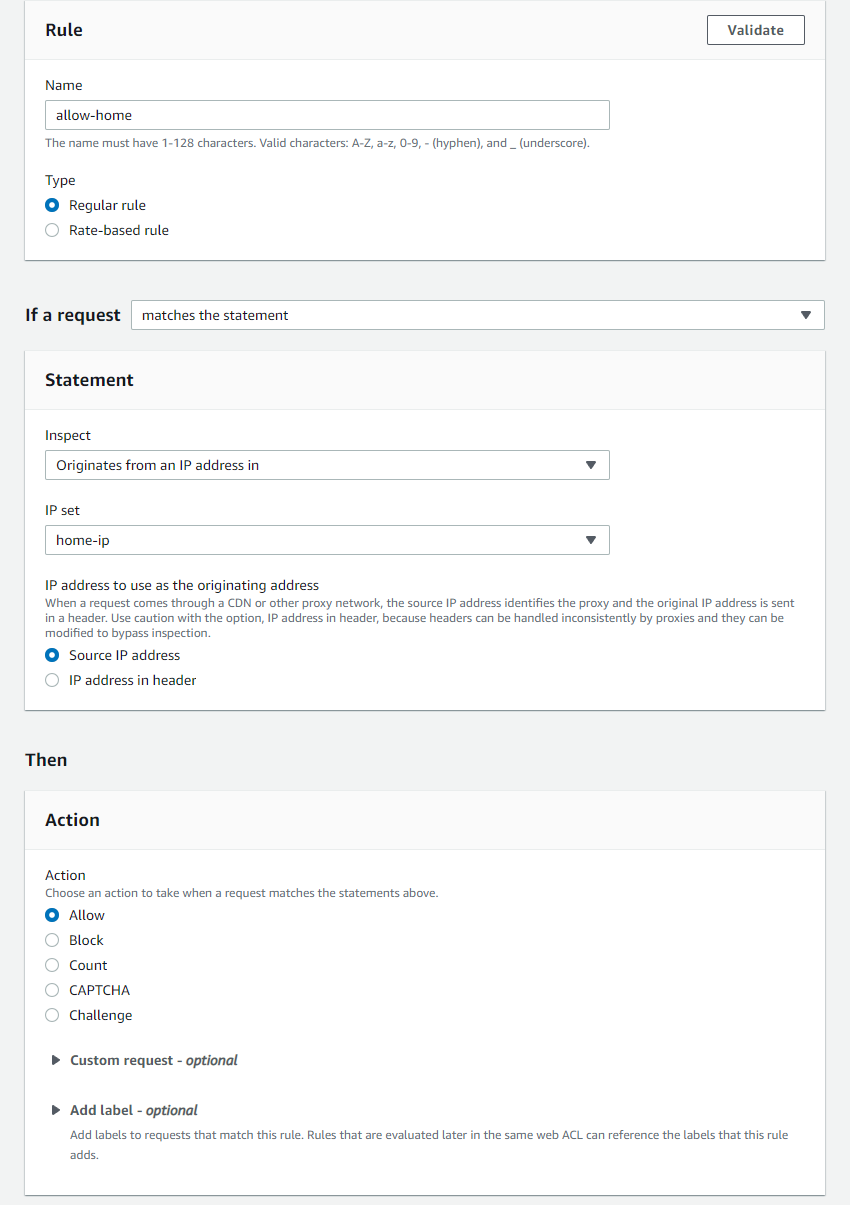 Rule
Validate
Name
allow-home
The name must have 1-128 characters. Valid characters: A-Z, a-z, 0-9, - (hyphen), and _ (underscore).
Type
Regular rule
Rate-based rule
If a request
matches the statement
Statement
Inspect
Originates from an IP address in
IP set
home-ip
IP address to use as the originating address
When a request comes through a CDN or other proxy network, the source IP address identifies the proxy and the original IP address is sent
in a header. Use caution with the option, IP address in header, because headers can be handled inconsistently by proxies and they can be
modified to bypass inspection.
Source IP address
IP address in header
Then
Action
Action
Choose an action to take when a request matches the statements above.
Allow
Block
Count
CAPTCHA
Challenge
Custom request - optional
Add label - optional
Add labels to requests that match this rule. Rules that are evaluated later in the same web ACL can reference the labels that this rule
adds.